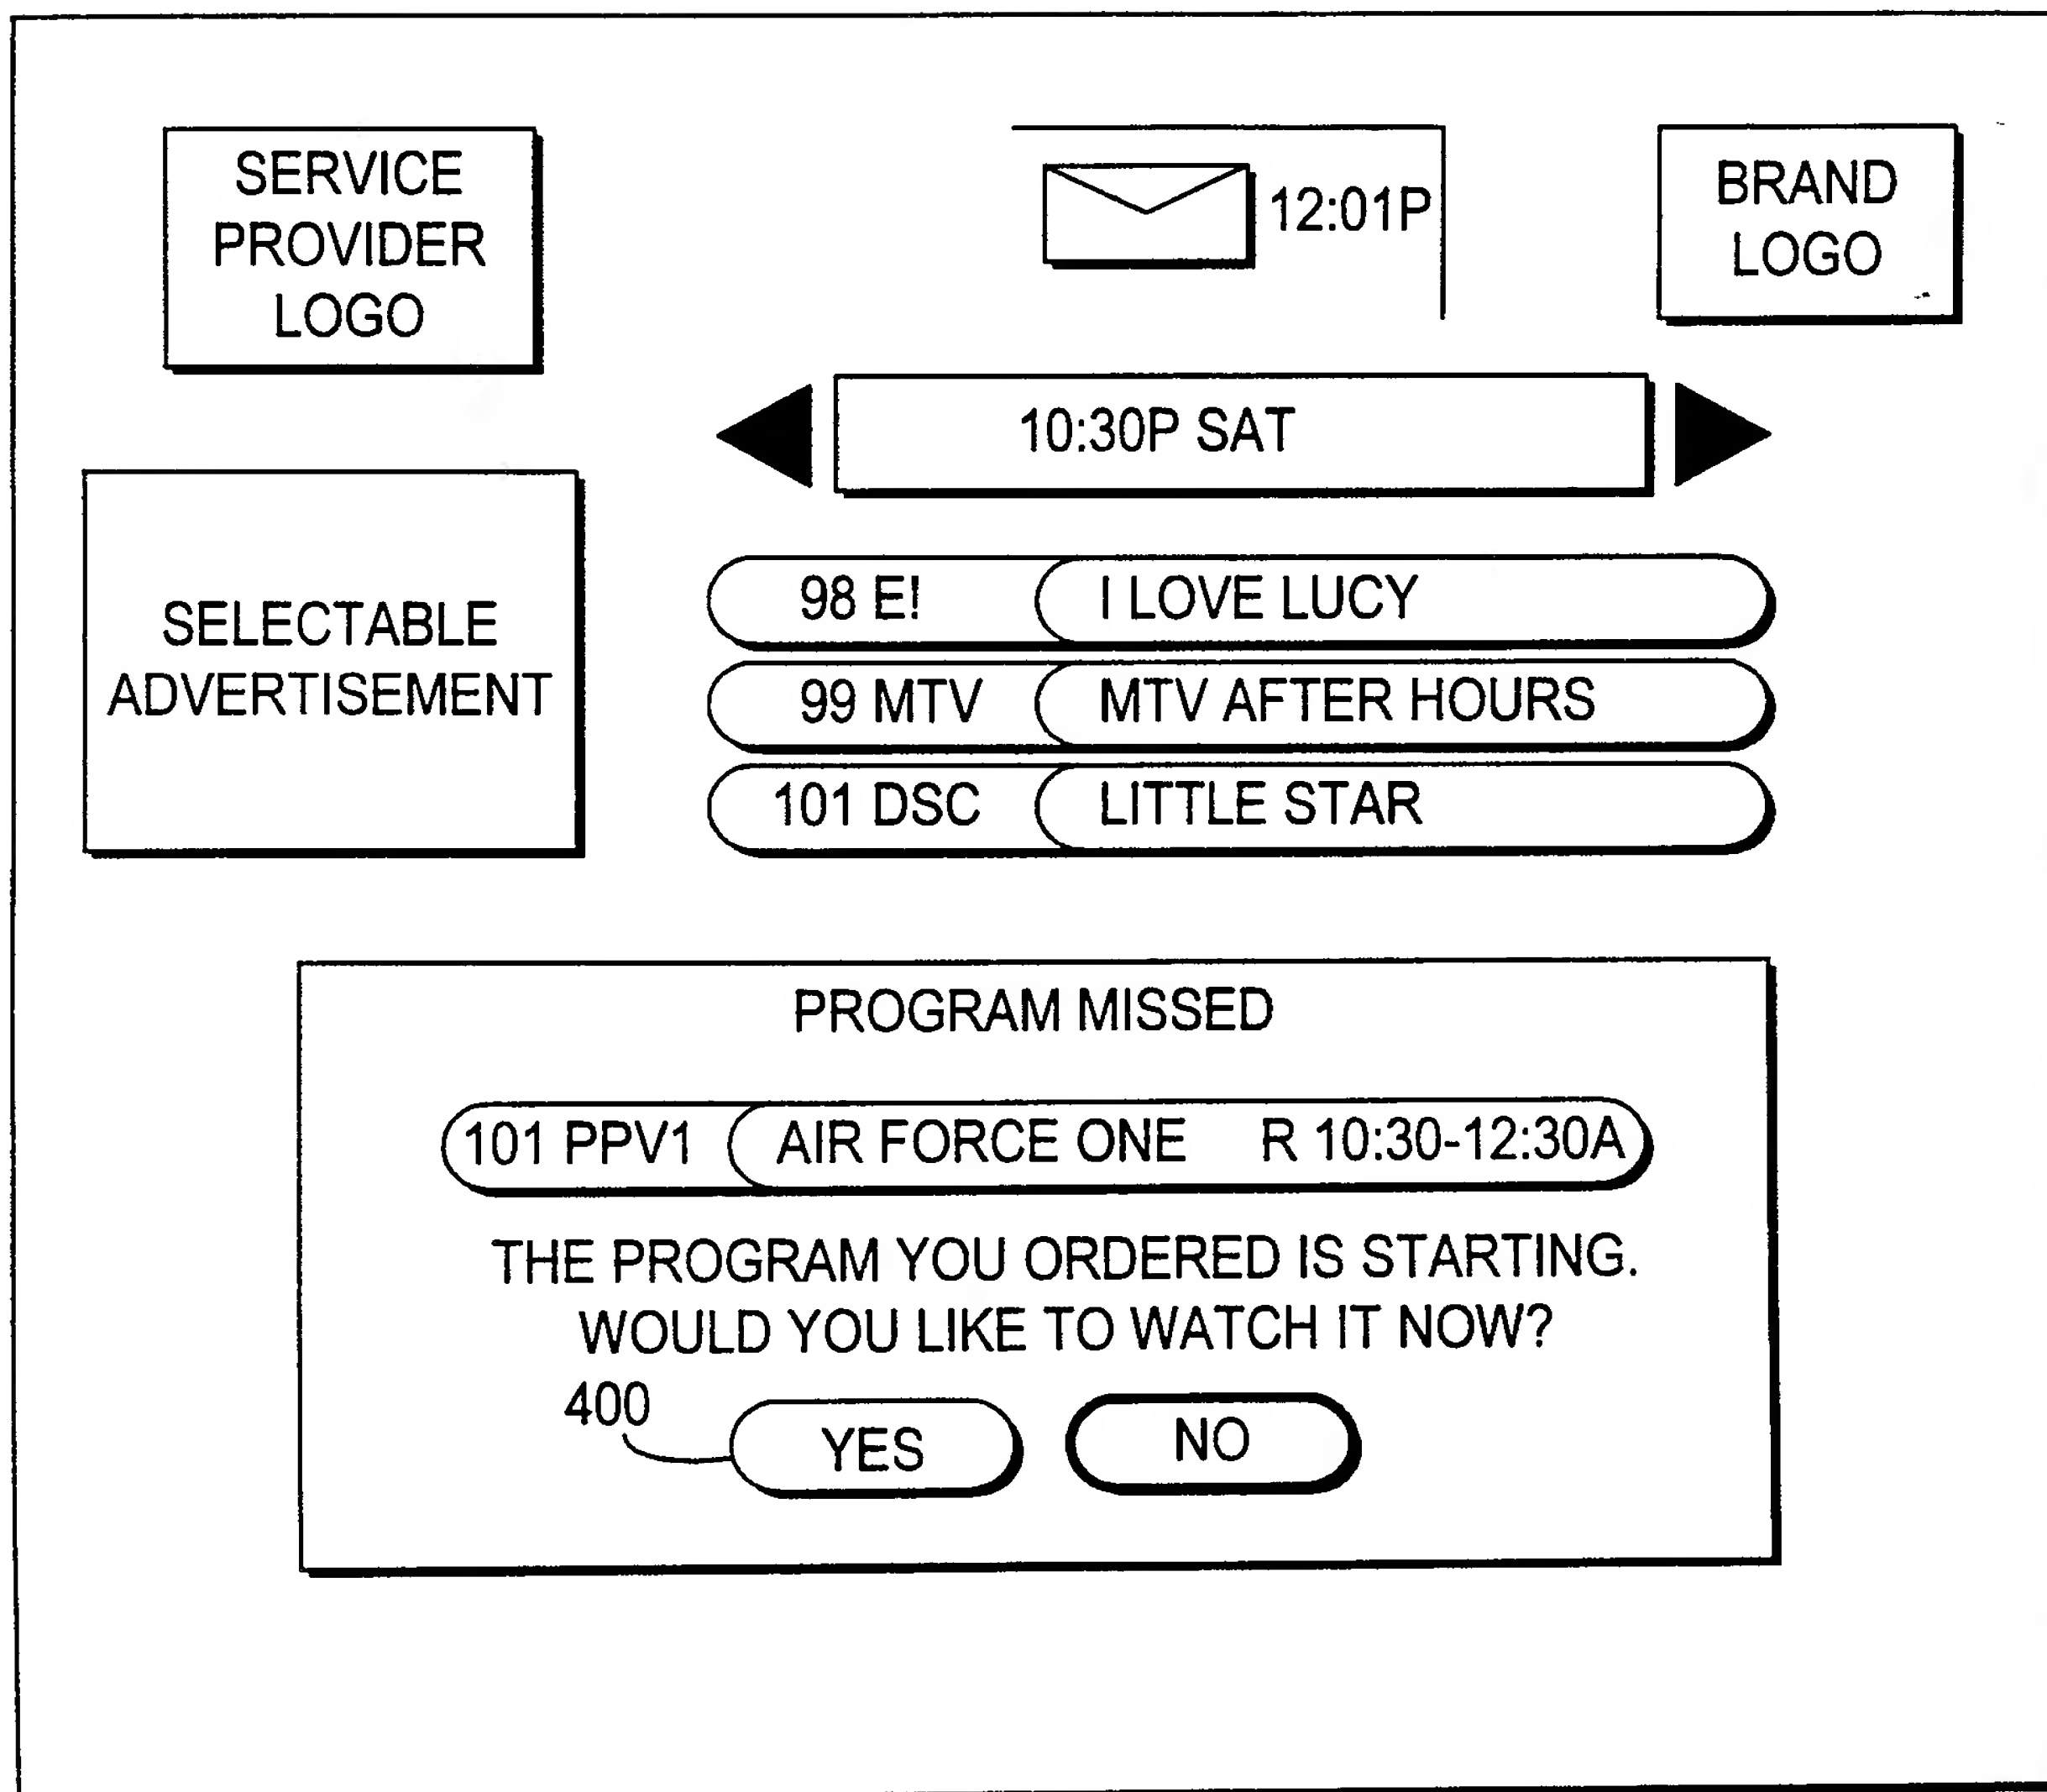 SERVICE
PROVIDER
LOGO
12:01P
BRAND
LOGO
10:30P SAT
SELECTABLE
ADVERTISEMENT
98 E! I LOVE LUCY
99 MTV MTV AFTER HOURS
101 DSC LITTLE STAR
PROGRAM MISSED
101 PPV1 AIR FORCE ONE R 10:30-12:30A
THE PROGRAM YOU ORDERED IS STARTING.
WOULD YOU LIKE TO WATCH IT NOW?
400
YES NO